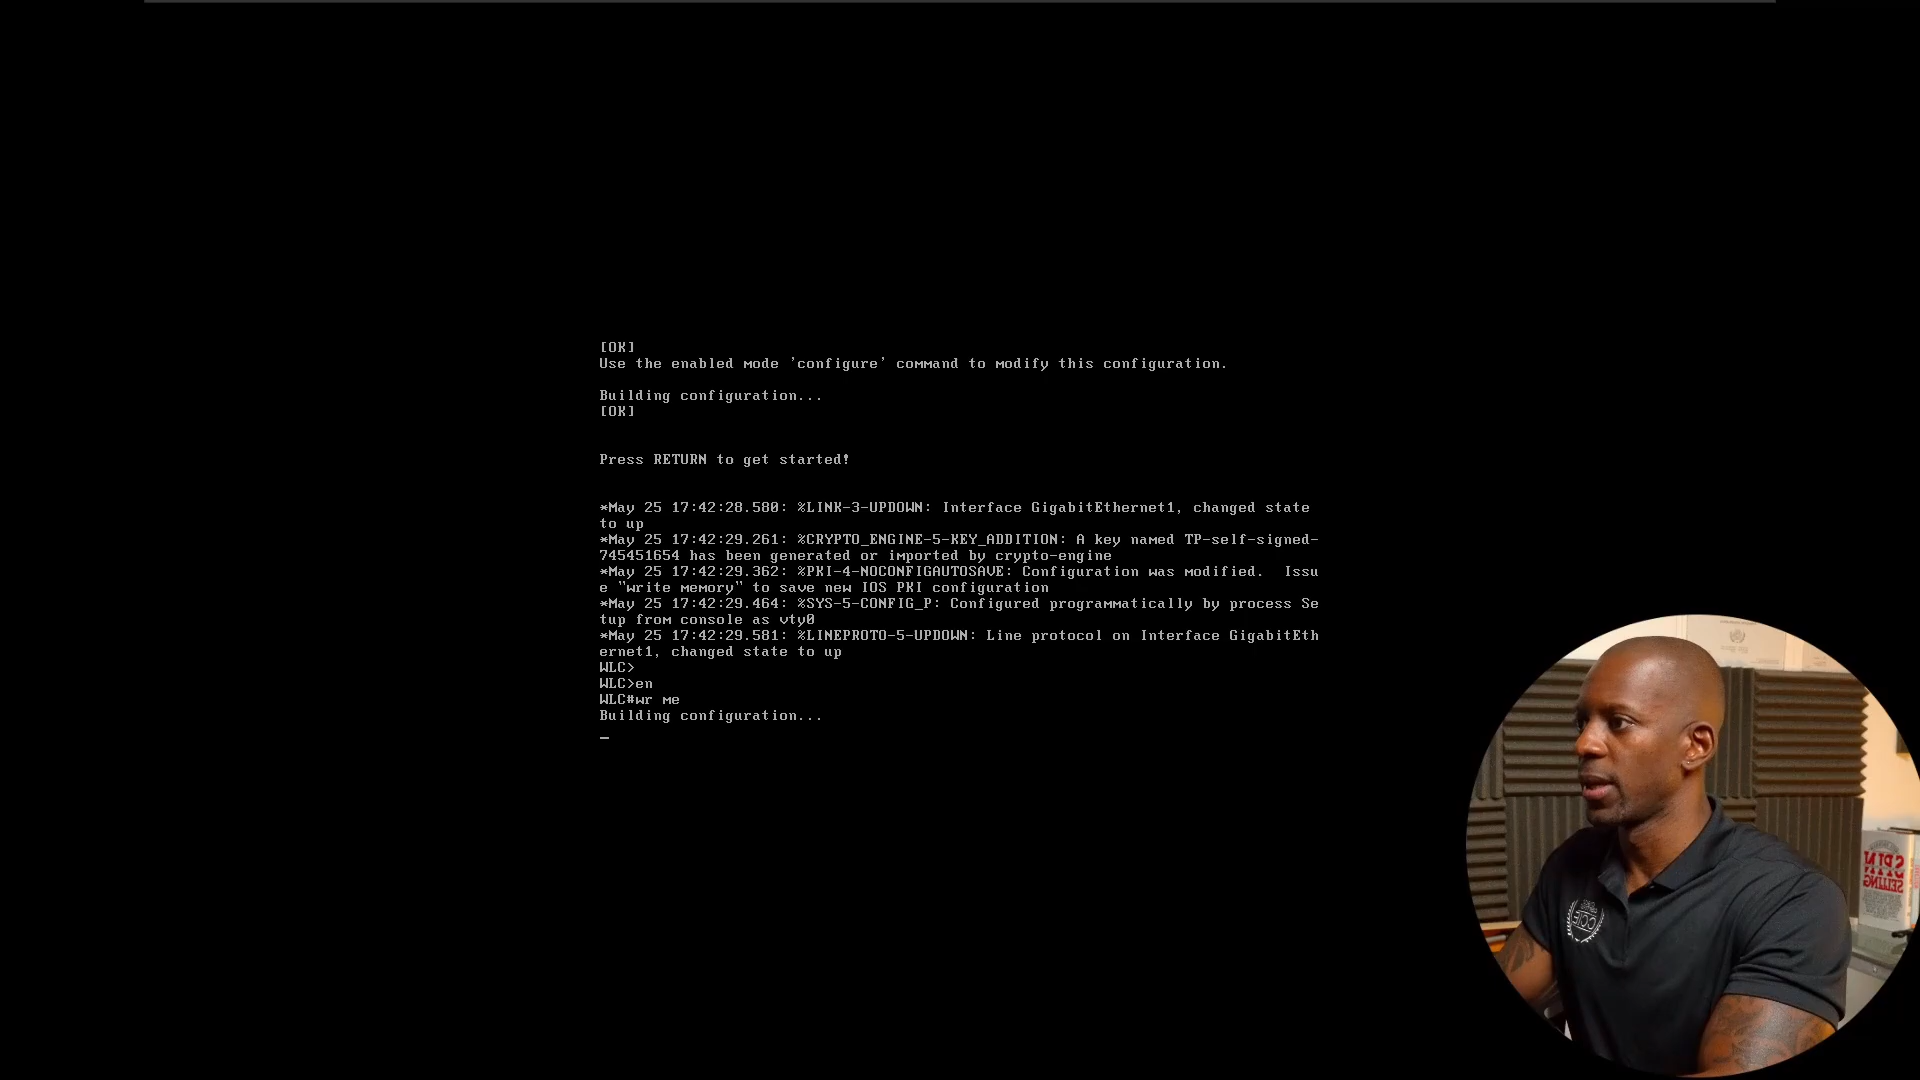 [OK]
Use the enabled mode 'configure' command to modify this configuration.
Building configuration...
[OK]
Press RETURN to get started!
*May 25 17:42:28.580: %LINK-3-UPDOWN: Interface GigabitEthernet1, changed state
to up
*May 25 17:42:29.261: %CRYPTO_ENGINE-5-KEY_ADDITION: A key named TP-self-signed-
745451654 has been generated or imported by crypto-engine
*May 25 17:42:29.362: %PKI-4-NOCONFIGAUTOSAVE: Configuration was modified.  Issu
e "write memory" to save new IOS PKI configuration
*May 25 17:42:29.464: %SYS-5-CONFIG_P: Configured programmatically by process Se
tup from console as vty0
*May 25 17:42:29.581: %LINEPROTO-5-UPDOWN: Line protocol on Interface GigabitEth
ernet1, changed state to up
WLC>
WLC>en
WLC#wr me
Building configuration...
SPIN
SELLING
CCIE